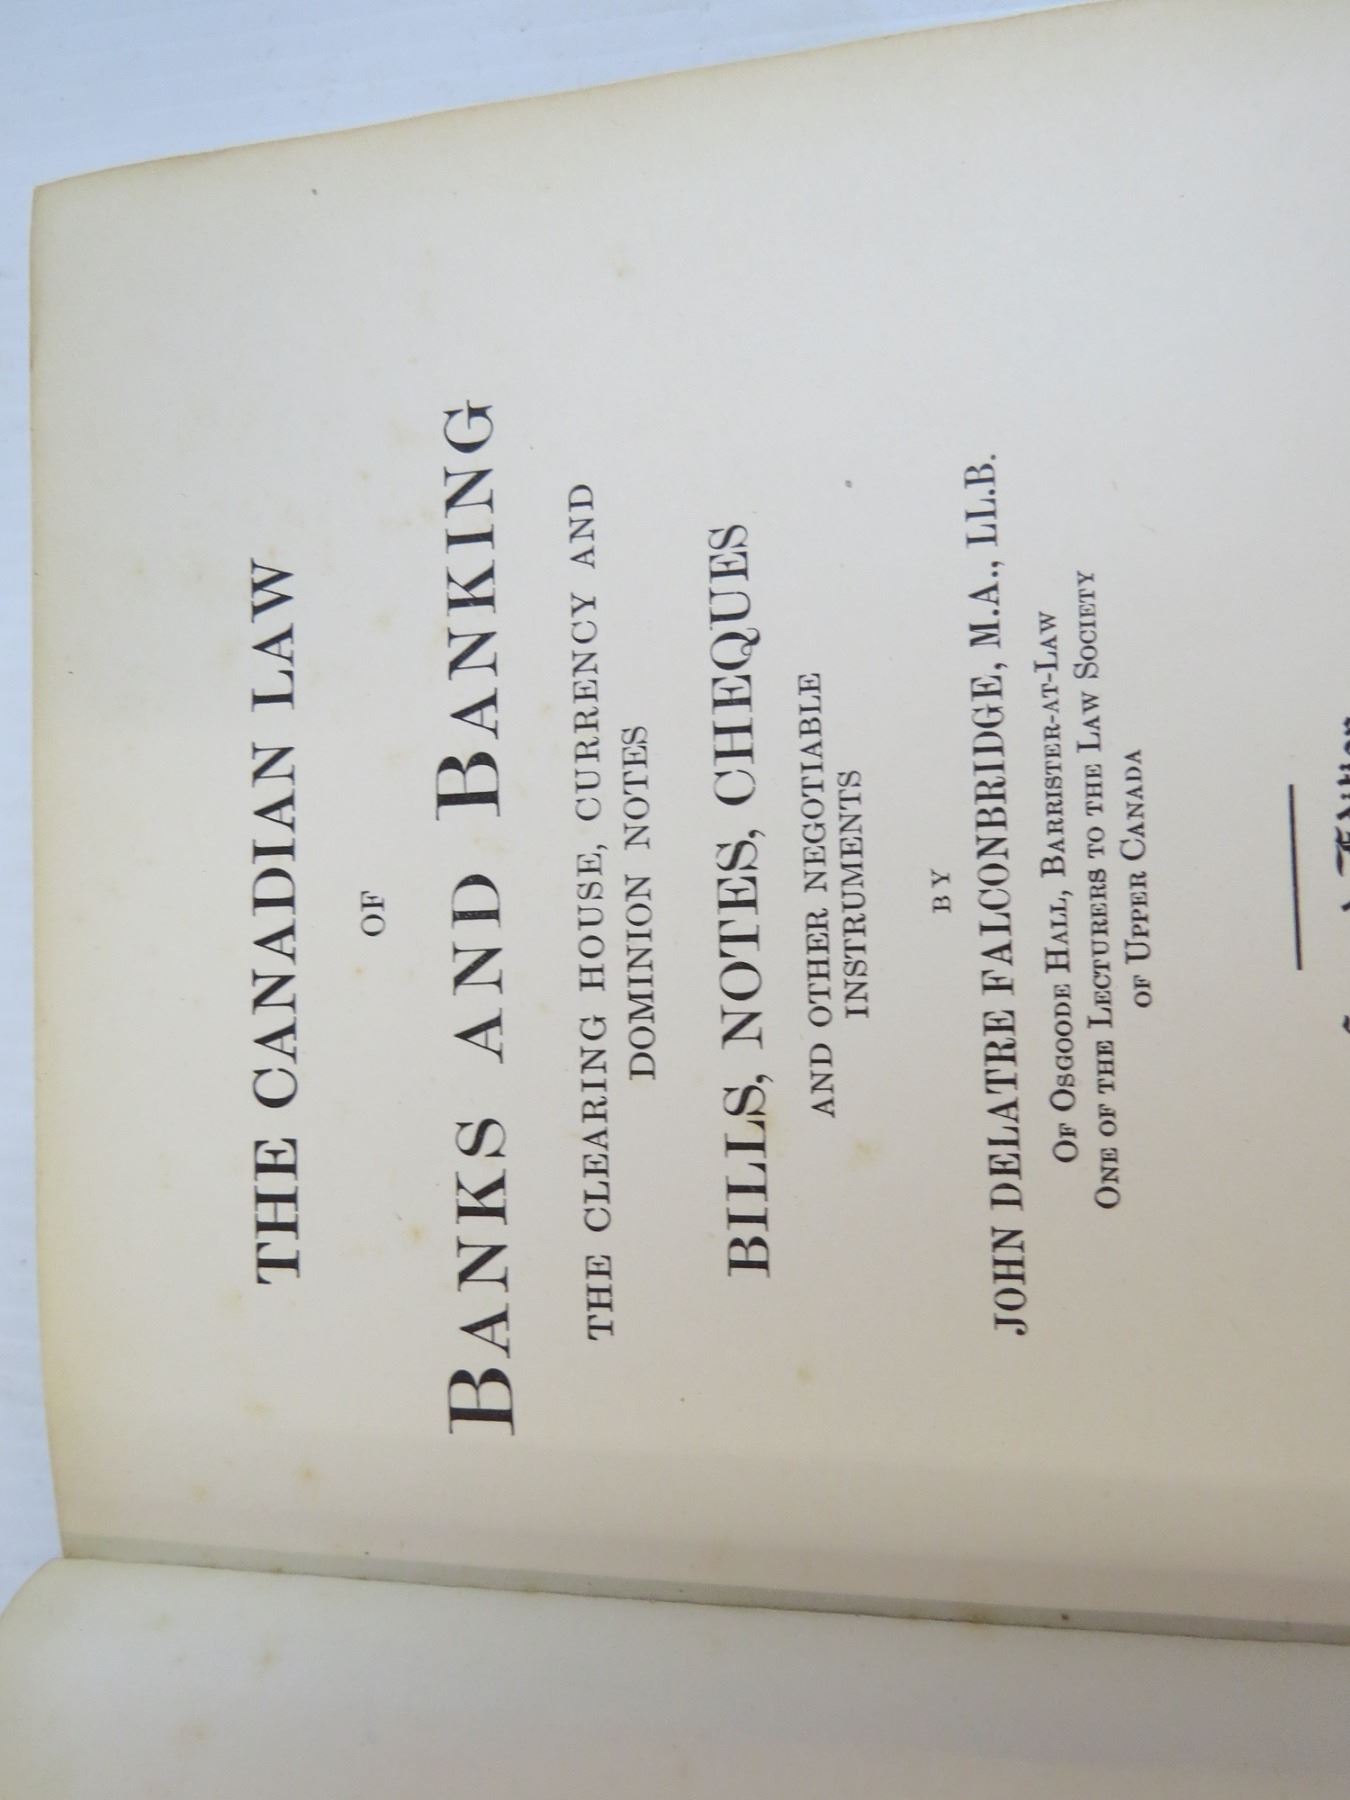 THE CANADIAN LAW
OF
BANKS AND BANKING
THE CLEARING HOUSE, CURRENCY AND
DOMINION NOTES
BILLS, NOTES, CHEQUES
AND OTHER NEGOTIABLE
INSTRUMENTS
BY
JOHN DELATRE FALCONBRIDGE, M.A., LL.B.
OF OSGOODE HALL, BARRISTER-AT-LAW
ONE OF THE LECTURERS TO THE LAW SOCIETY
OF UPPER CANADA